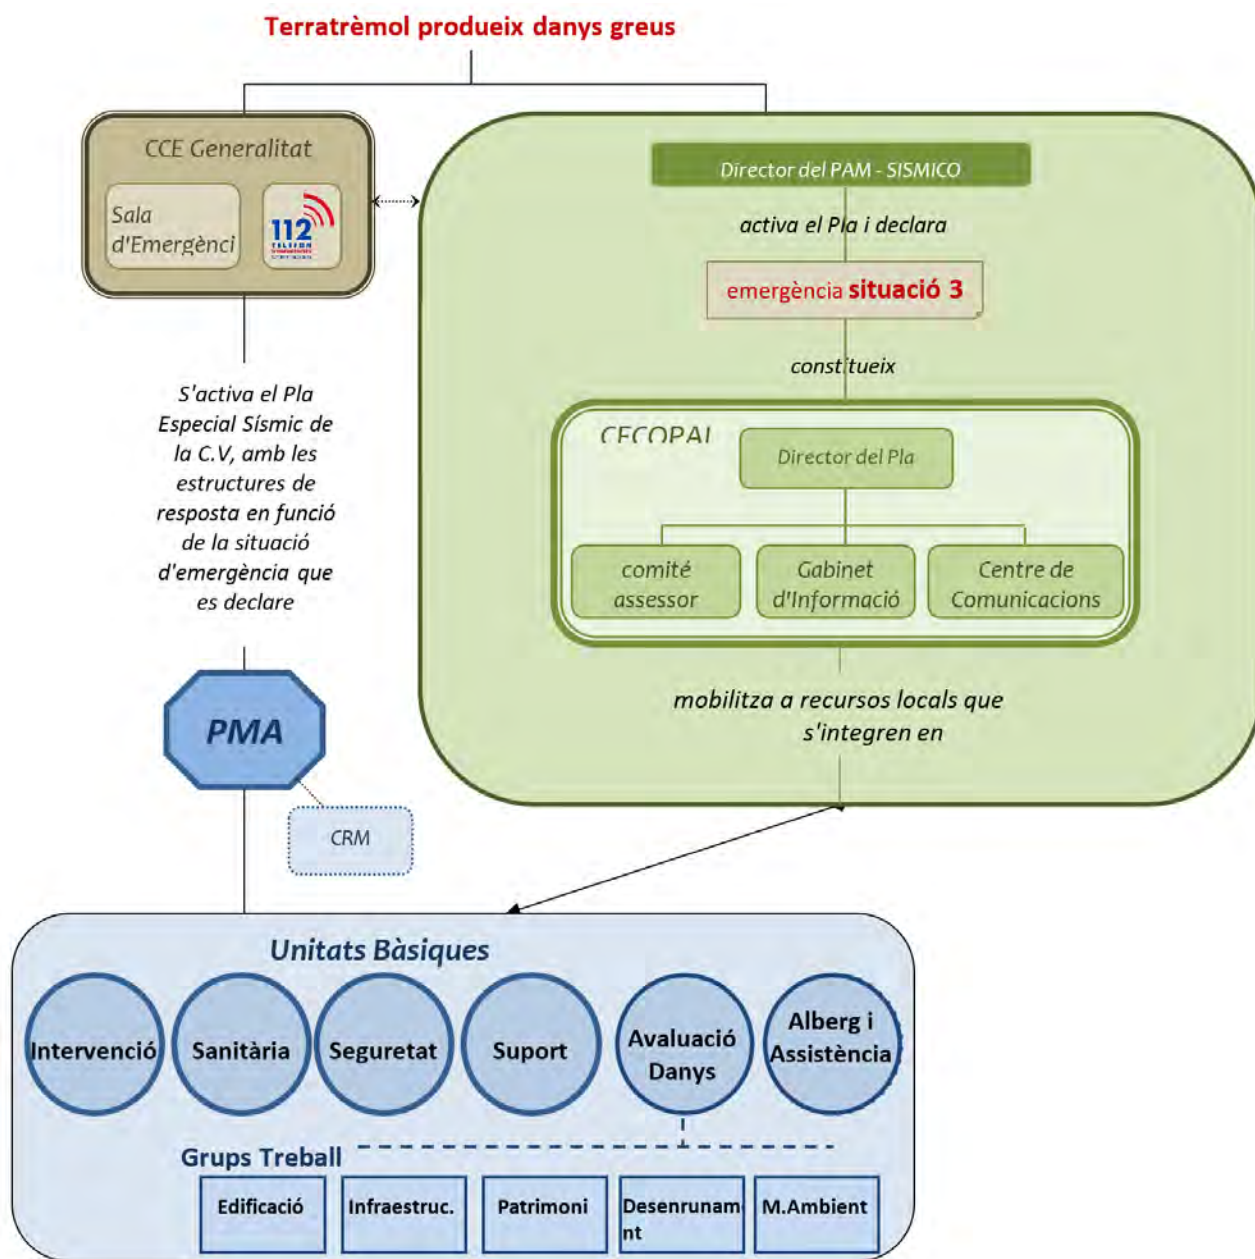 Terratrèmol produeix danys greus
CCE Generalitat
Sala
d'Emergènci
112
TELÈFON
Director del PAM - SISMICO
activa el Pla i declara
emergència situació 3
constitueix
CECOPAL
Director del Pla
comité
assessor
Gabinet
d'Informació
Centre de
Comunicacions
mobilitza a recursos locals que
s'integren en
S'activa el Pla
Especial Sísmic de
la C.V, amb les
estructures de
resposta en funció
de la situació
d'emergència que
es declare
PMA
CRM
Unitats Bàsiques
Intervenció
Sanitària
Seguretat
Suport
Avaluació
Danys
Alberg i
Assistència
Grups Treball
Edificació
Infraestruc.
Patrimoni
Desenrunam
nt
M.Ambient